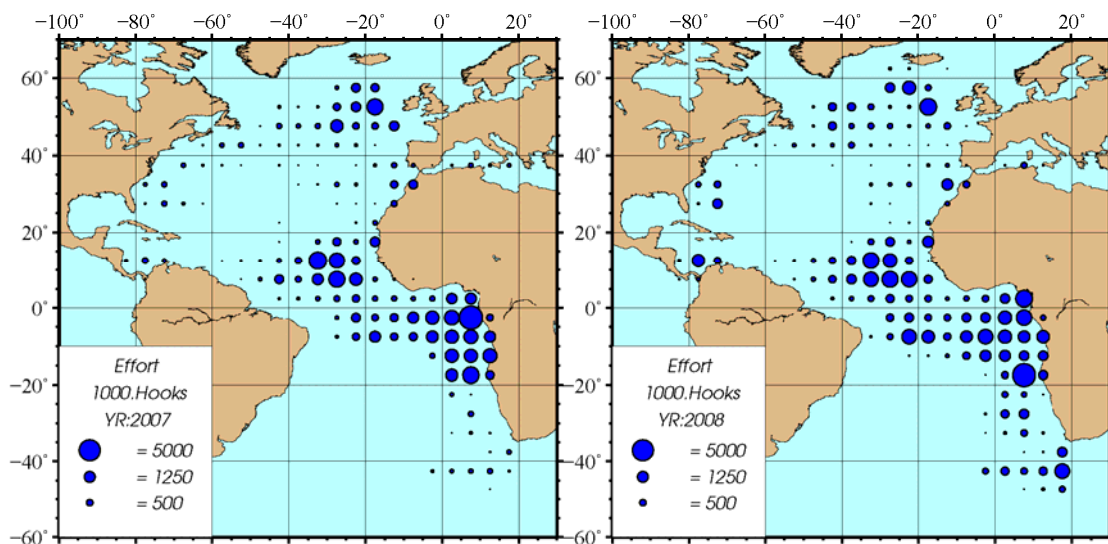 −100° −80° −60° −40° −20° 0° 20° −100° −80° −60° −40° −20° 0° 20°
60° 60°
40° 40°
20° 20°
0° 0°
−20° −20°
−40° −40°
−60° −60°
Effort
1000.Hooks
YR:2007
= 5000
= 1250
= 500
Effort
1000.Hooks
YR:2008
= 5000
= 1250
= 500